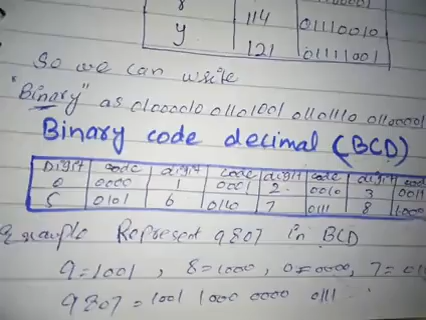 114 01110010
y 121 01111001
So we can write
"Binary" as 01000010 01101001 01101110 01100001
Binary code decimal (BCD)
Digit code digit code digit code digit code
0 0000 1 0001 2 0010 3 0011
5 0101 6 0110 7 0111 8 1000
Example Represent 9807 in BCD
9=1001 , 8=1000 , 0=0000, 7=011
9807=1001 1000 0000 0111